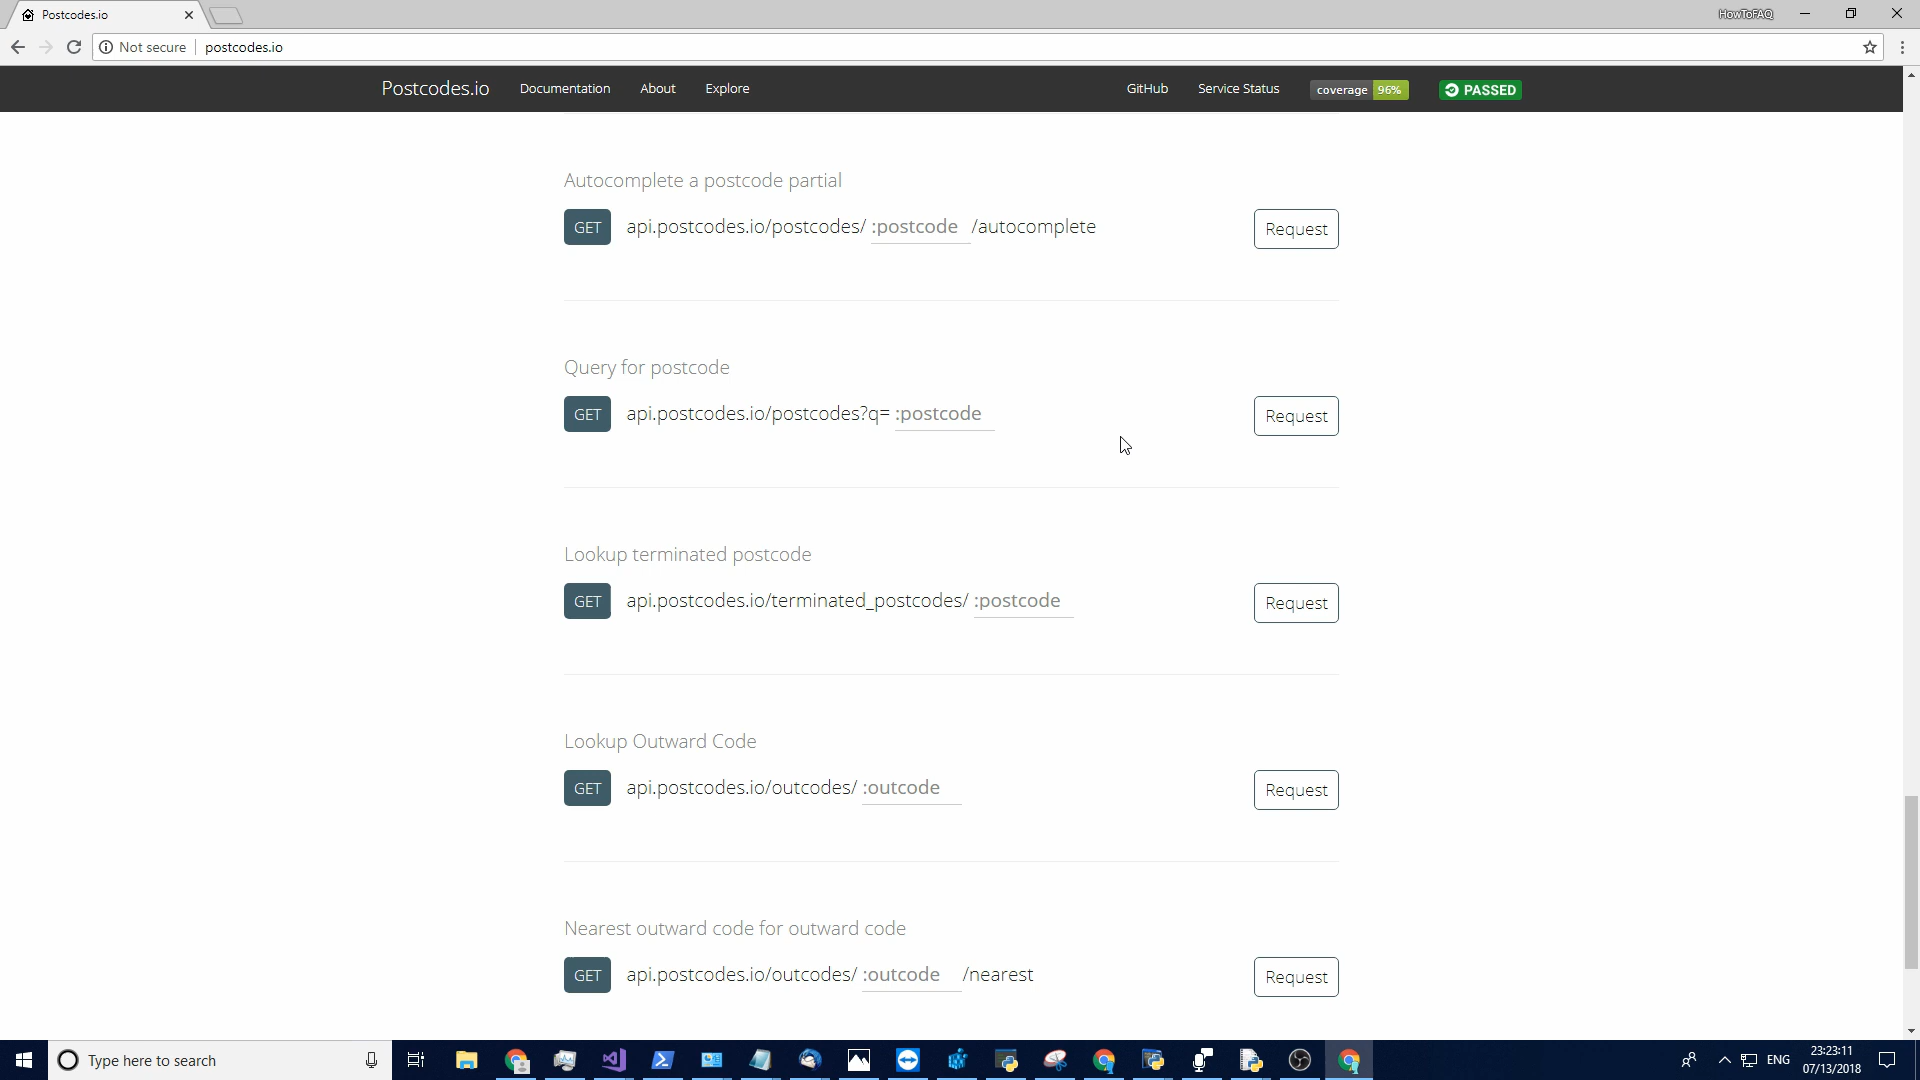 Postcodes.io
HowToFAQ
Not secure
postcodes.io
Postcodes.io
Documentation
About
Explore
GitHub
Service Status
coverage 96%
PASSED
Autocomplete a postcode partial
GET api.postcodes.io/postcodes/ :postcode /autocomplete
Request
Query for postcode
GET api.postcodes.io/postcodes?q= :postcode
Request
Lookup terminated postcode
GET api.postcodes.io/terminated_postcodes/ :postcode
Request
Lookup Outward Code
GET api.postcodes.io/outcodes/ :outcode
Request
Nearest outward code for outward code
GET api.postcodes.io/outcodes/ :outcode /nearest
Request
Type here to search
ENG
23:23:11
07/13/2018